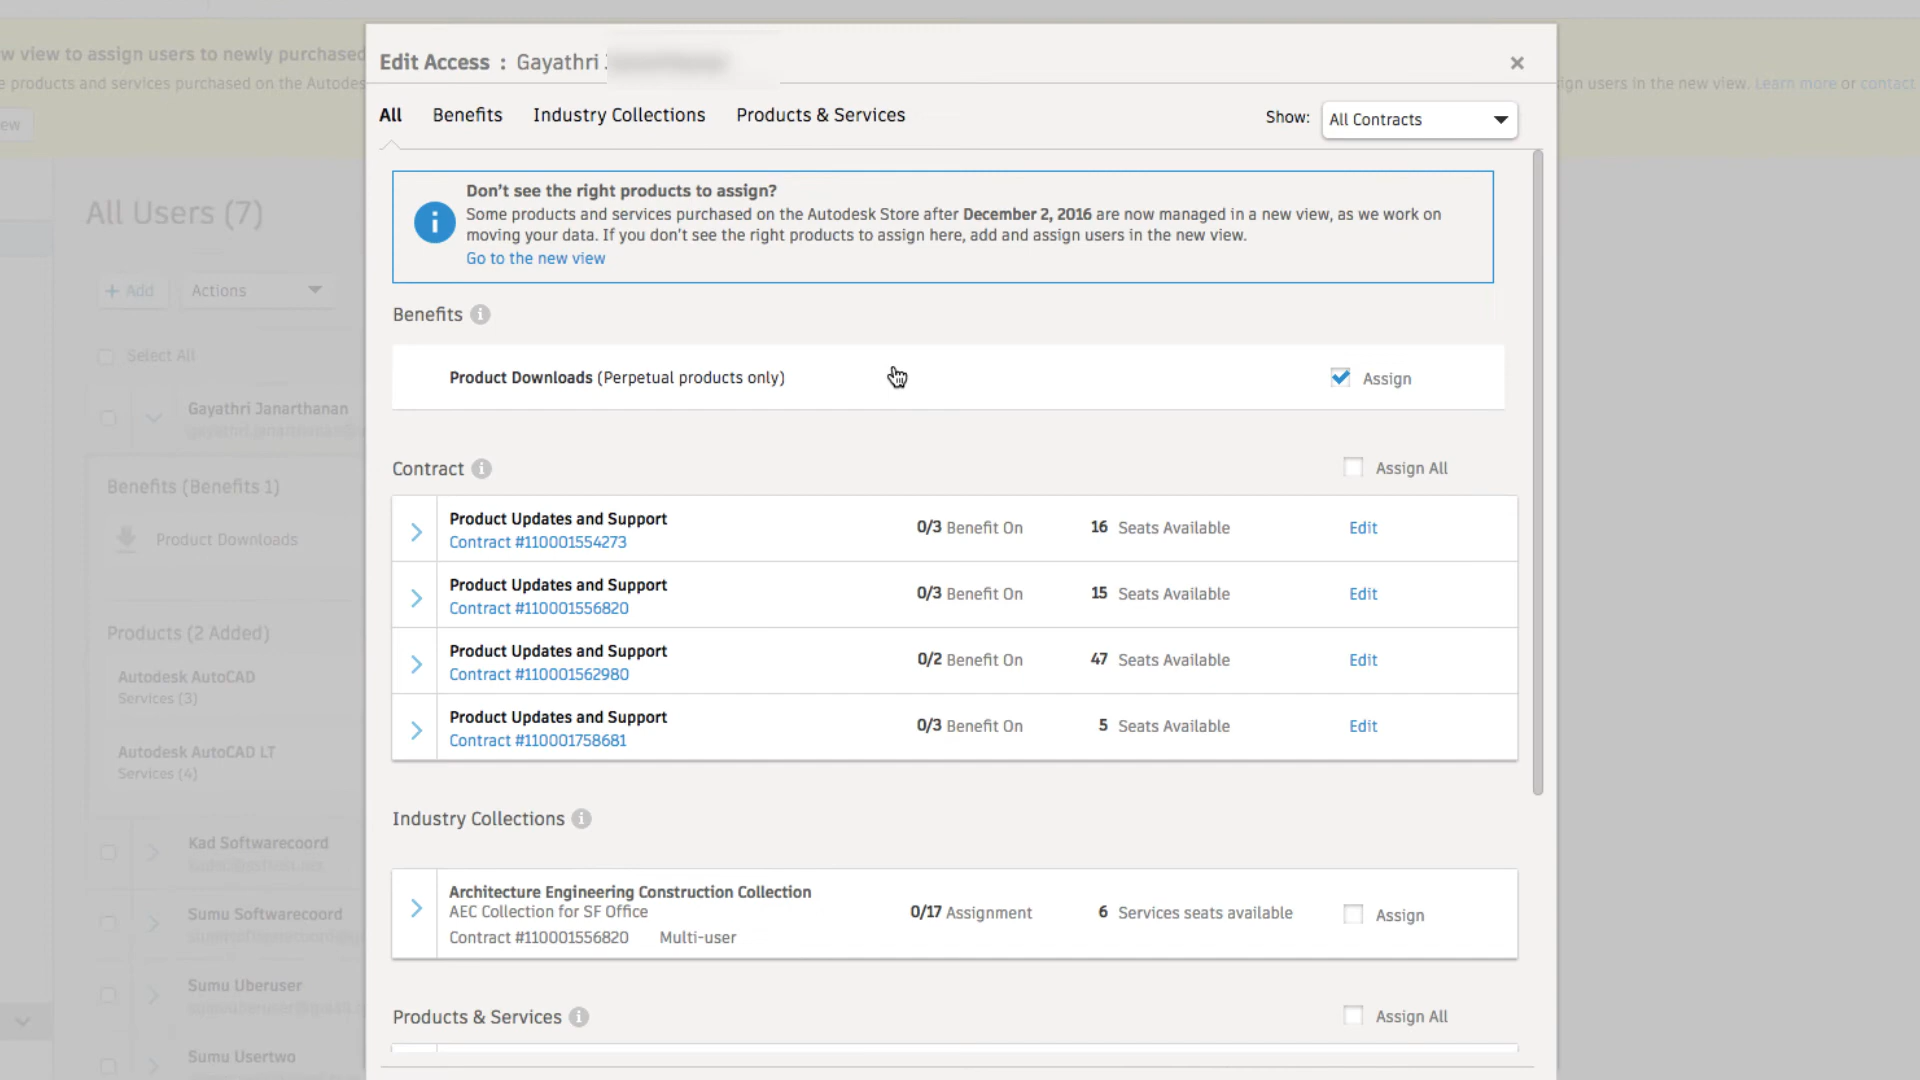 w view to assign users to newly purchased
e products and services purchased on the Autodes
ign users in the new view. Learn more or contact
ew
All Users (7)
+ Add
Actions
Select All
Gayathri Janarthanan
Benefits (Benefits 1)
Product Downloads
Products (2 Added)
Autodesk AutoCAD
Services (3)
Autodesk AutoCAD LT
Services (4)
Kad Softwarecoord
Sumu Softwarecoord
Sumu Uberuser
Sumu Usertwo
Edit Access : Gayathri
All Benefits Industry Collections Products & Services
Show: All Contracts
Don't see the right products to assign?
Some products and services purchased on the Autodesk Store after December 2, 2016 are now managed in a new view, as we work on
moving your data. If you don't see the right products to assign here, add and assign users in the new view.
Go to the new view
Benefits
Product Downloads (Perpetual products only) Assign
Contract Assign All
Product Updates and Support
Contract #110001554273
0/3 Benefit On 16 Seats Available Edit
Product Updates and Support
Contract #110001556820
0/3 Benefit On 15 Seats Available Edit
Product Updates and Support
Contract #110001562980
0/2 Benefit On 47 Seats Available Edit
Product Updates and Support
Contract #110001758681
0/3 Benefit On 5 Seats Available Edit
Industry Collections
Architecture Engineering Construction Collection
AEC Collection for SF Office
Contract #110001556820 Multi-user
0/17 Assignment 6 Services seats available Assign
Products & Services Assign All